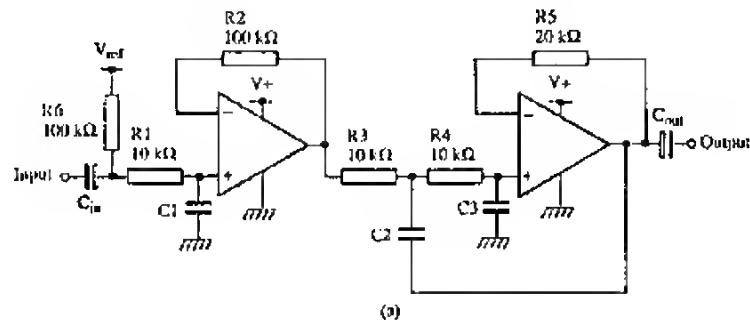 R2
100 kΩ
R5
20 kΩ
Vref
V+
V+
R6
100 kΩ
R1
10 kΩ
−
+
R3
10 kΩ
R4
10 kΩ
−
+
Cout
Output
Input
Cin
C1
C2
C3
(a)